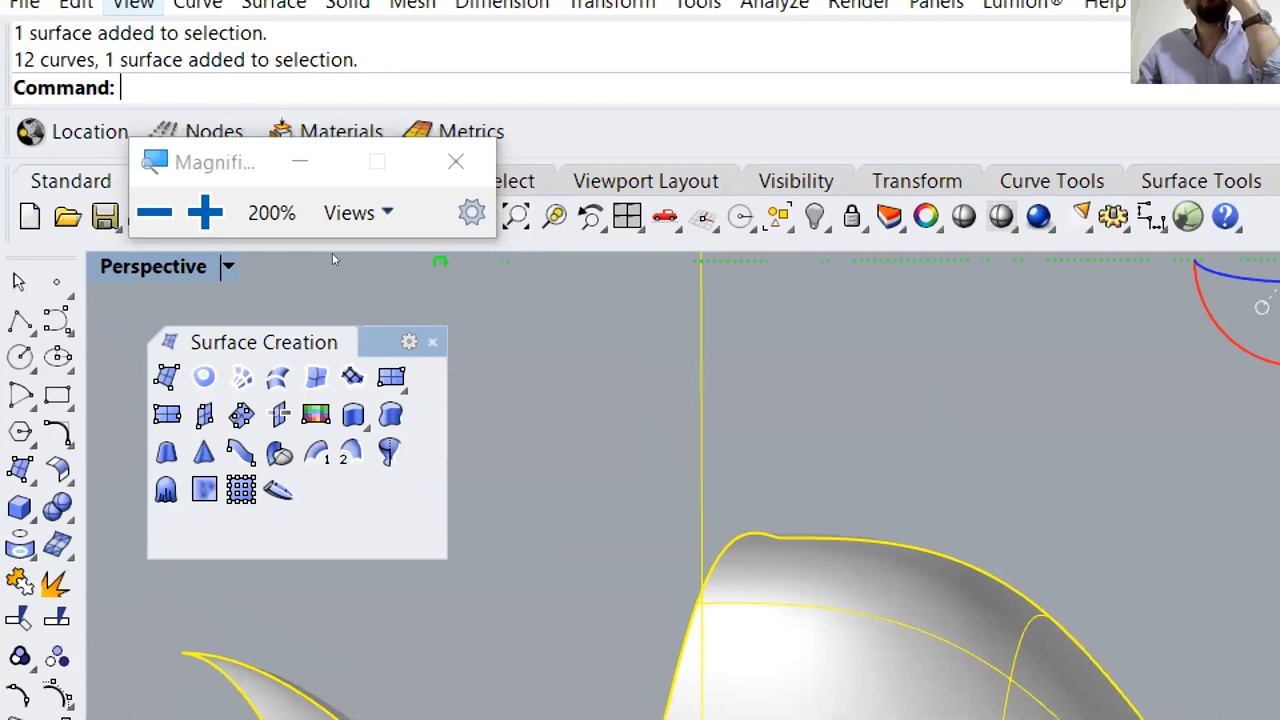 File Edit View Curve Surface Solid Mesh Dimension Transform Tools Analyze Render Panels Lumion® Help
1 surface added to selection.
12 curves, 1 surface added to selection.
Command:
Location Nodes Materials Metrics
Magnifi...
Standard elect Viewport Layout Visibility Transform Curve Tools Surface Tools
200% Views
Perspective
Surface Creation
1 2